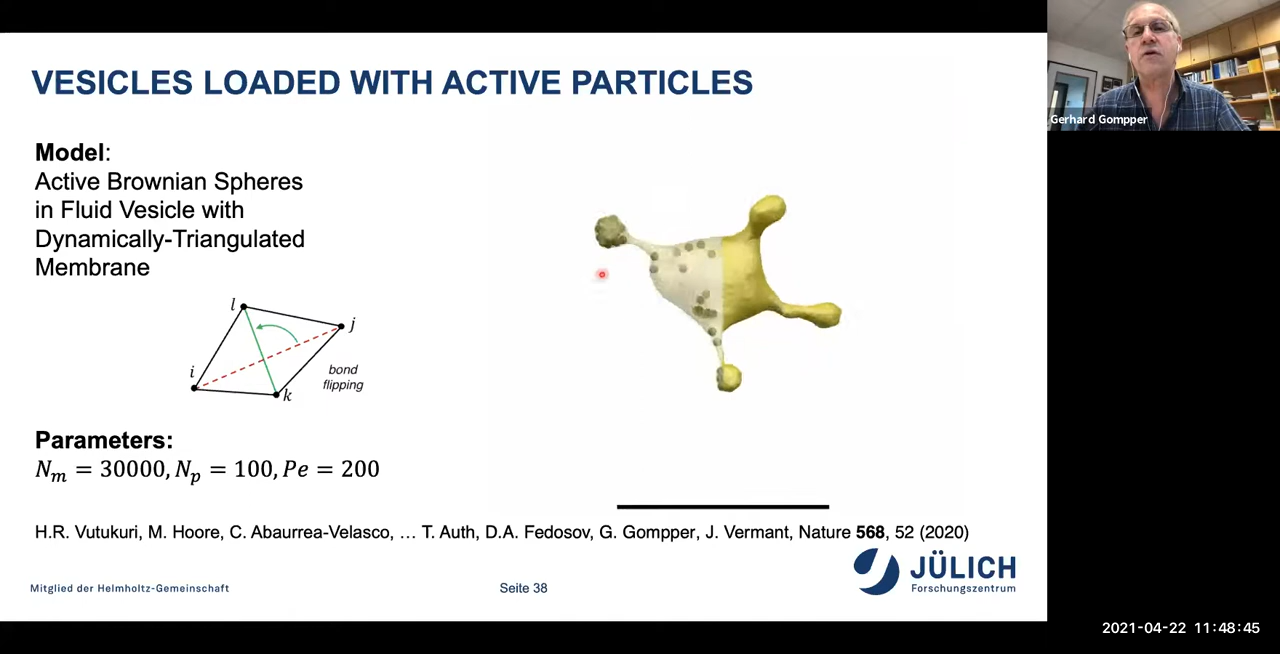 VESICLES LOADED WITH ACTIVE PARTICLES
Model:
Active Brownian Spheres
in Fluid Vesicle with
Dynamically-Triangulated
Membrane
l
j
i
k
bond
flipping
Parameters:
N_m = 30000, N_p = 100, Pe = 200
H.R. Vutukuri, M. Hoore, C. Abaurrea-Velasco, … T. Auth, D.A. Fedosov, G. Gompper, J. Vermant, Nature 568, 52 (2020)
Mitglied der Helmholtz-Gemeinschaft
Seite 38
JÜLICH
Forschungszentrum
Gerhard Gompper
2021-04-22 11:48:45